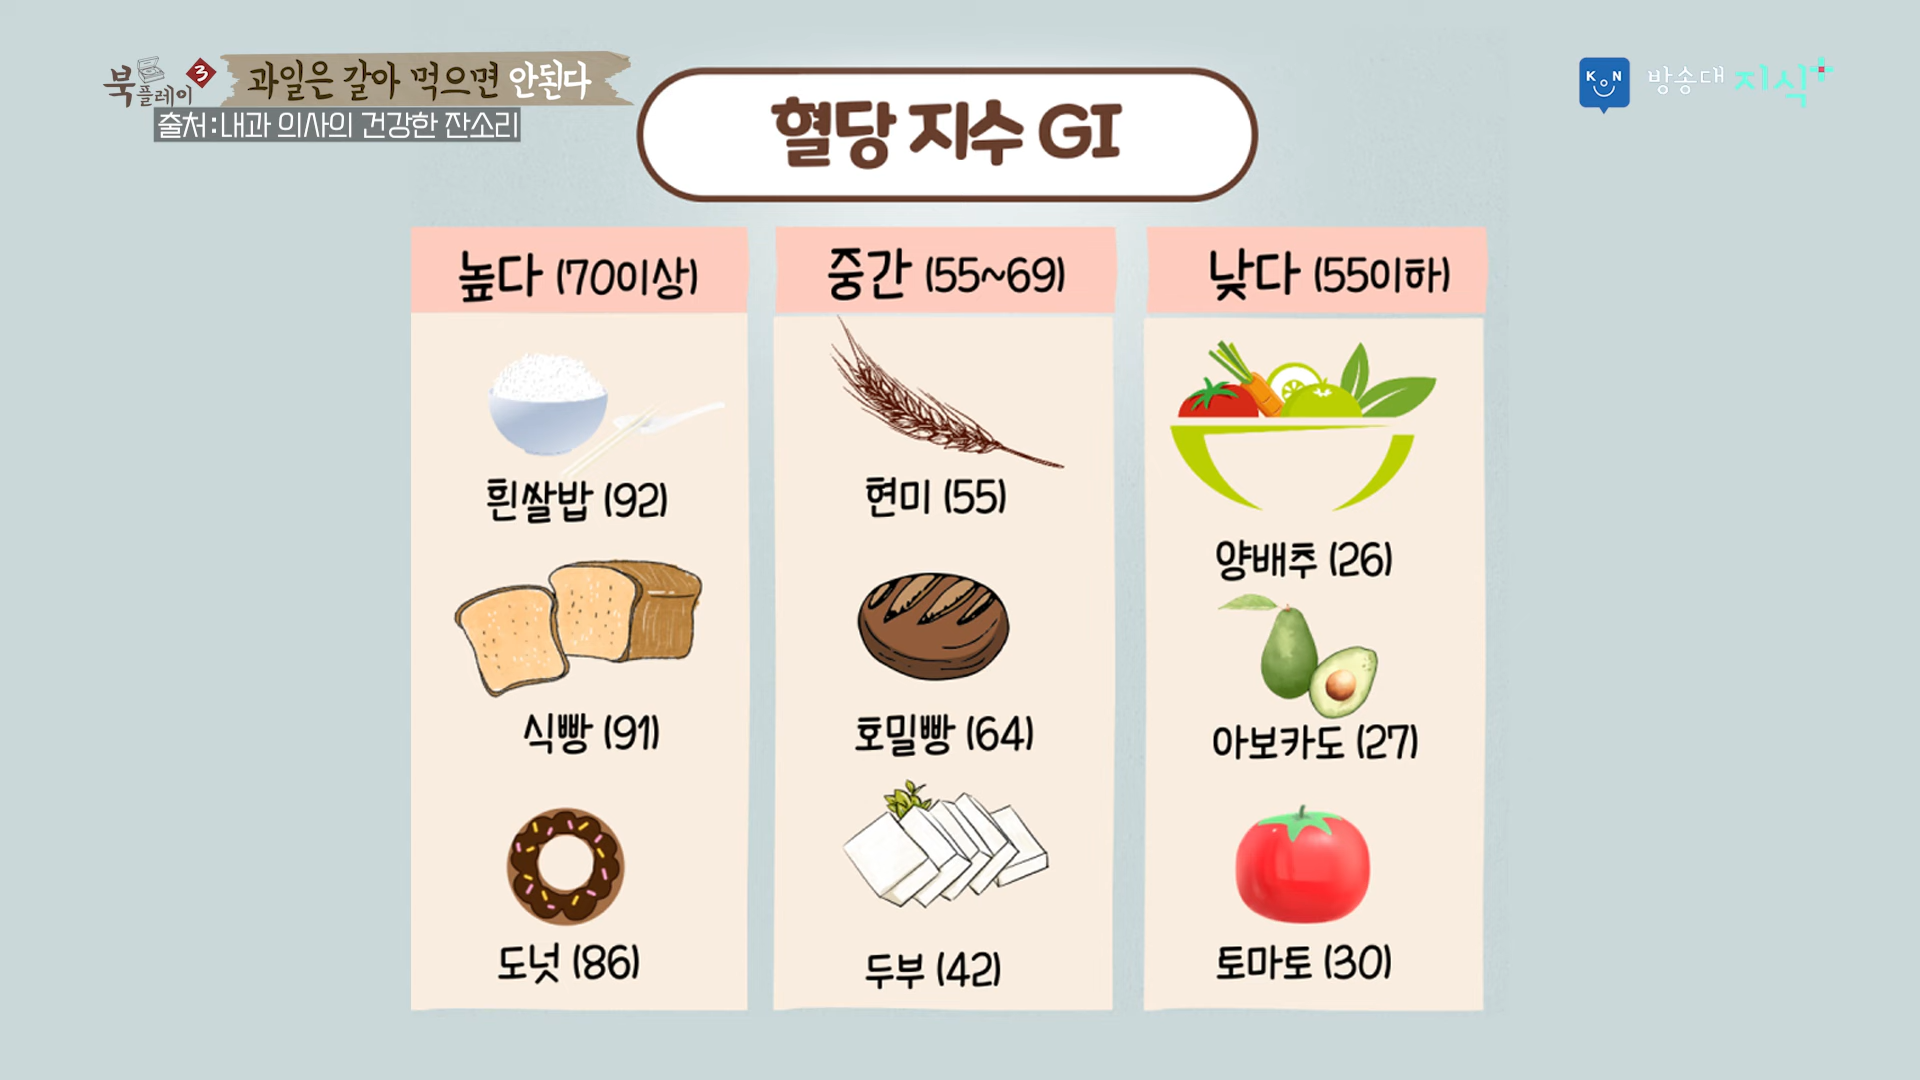 북플레이 3 과일은 갈아 먹으면 안된다
출처:내과 의사의 건강한 잔소리
KNOU 방송대 지식+
혈당 지수 GI
높다 (70이상)
흰쌀밥 (92)
식빵 (91)
도넛 (86)
중간 (55~69)
현미 (55)
호밀빵 (64)
두부 (42)
낮다 (55이하)
양배추 (26)
아보카도 (27)
토마토 (30)